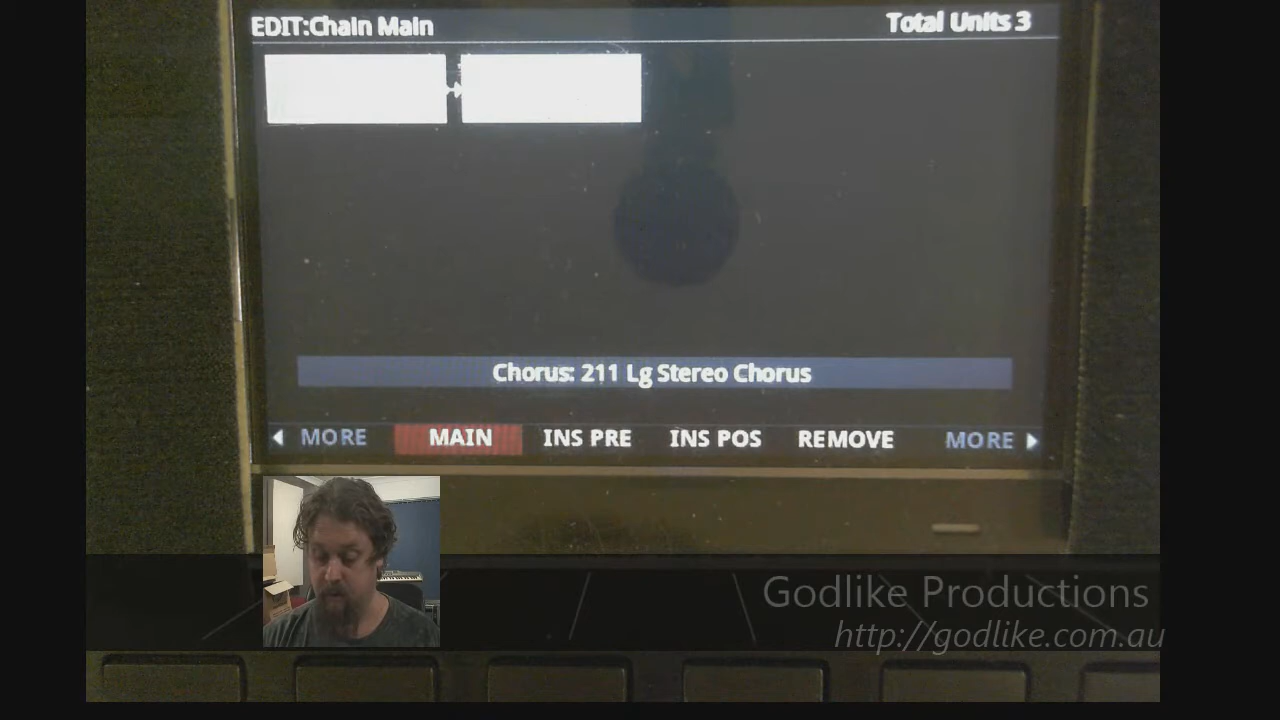 EDIT:Chain Main
Total Units 3
Chorus: 211 Lg Stereo Chorus
MORE MAIN INS PRE INS POS REMOVE MORE
Godlike Productions
http://godlike.com.au